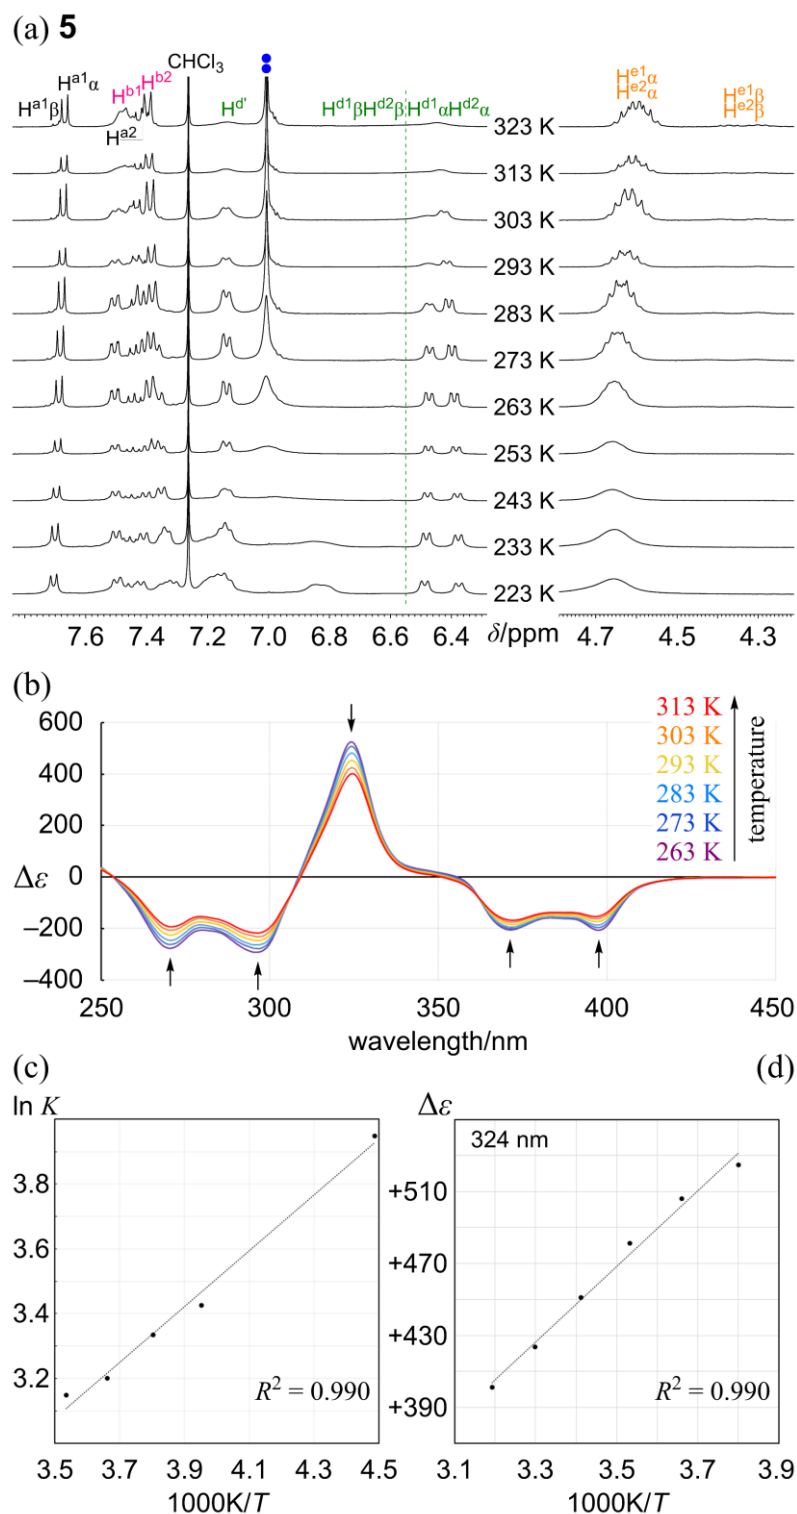 (a) 5
CHCl3
Ha1β Ha1α Hb1 Hb2
Ha2
Hd' Hd1βHd2β Hd1αHd2α
He1α
He2α
He1β
He2β
323 K
313 K
303 K
293 K
283 K
273 K
263 K
253 K
243 K
233 K
223 K
7.6 7.4 7.2 7.0 6.8 6.6 6.4 δ/ppm 4.7 4.5 4.3
(b)
600
400
200
0
–200
–400
Δε
313 K
303 K
293 K
283 K
273 K
263 K
temperature
250 300 350 400 450
wavelength/nm
(c)
ln K
3.8
3.6
3.4
3.2
R2 = 0.990
3.5 3.7 3.9 4.1 4.3 4.5
1000K/T
(d)
Δε
324 nm
+510
+470
+430
+390
R2 = 0.990
3.1 3.3 3.5 3.7 3.9
1000K/T